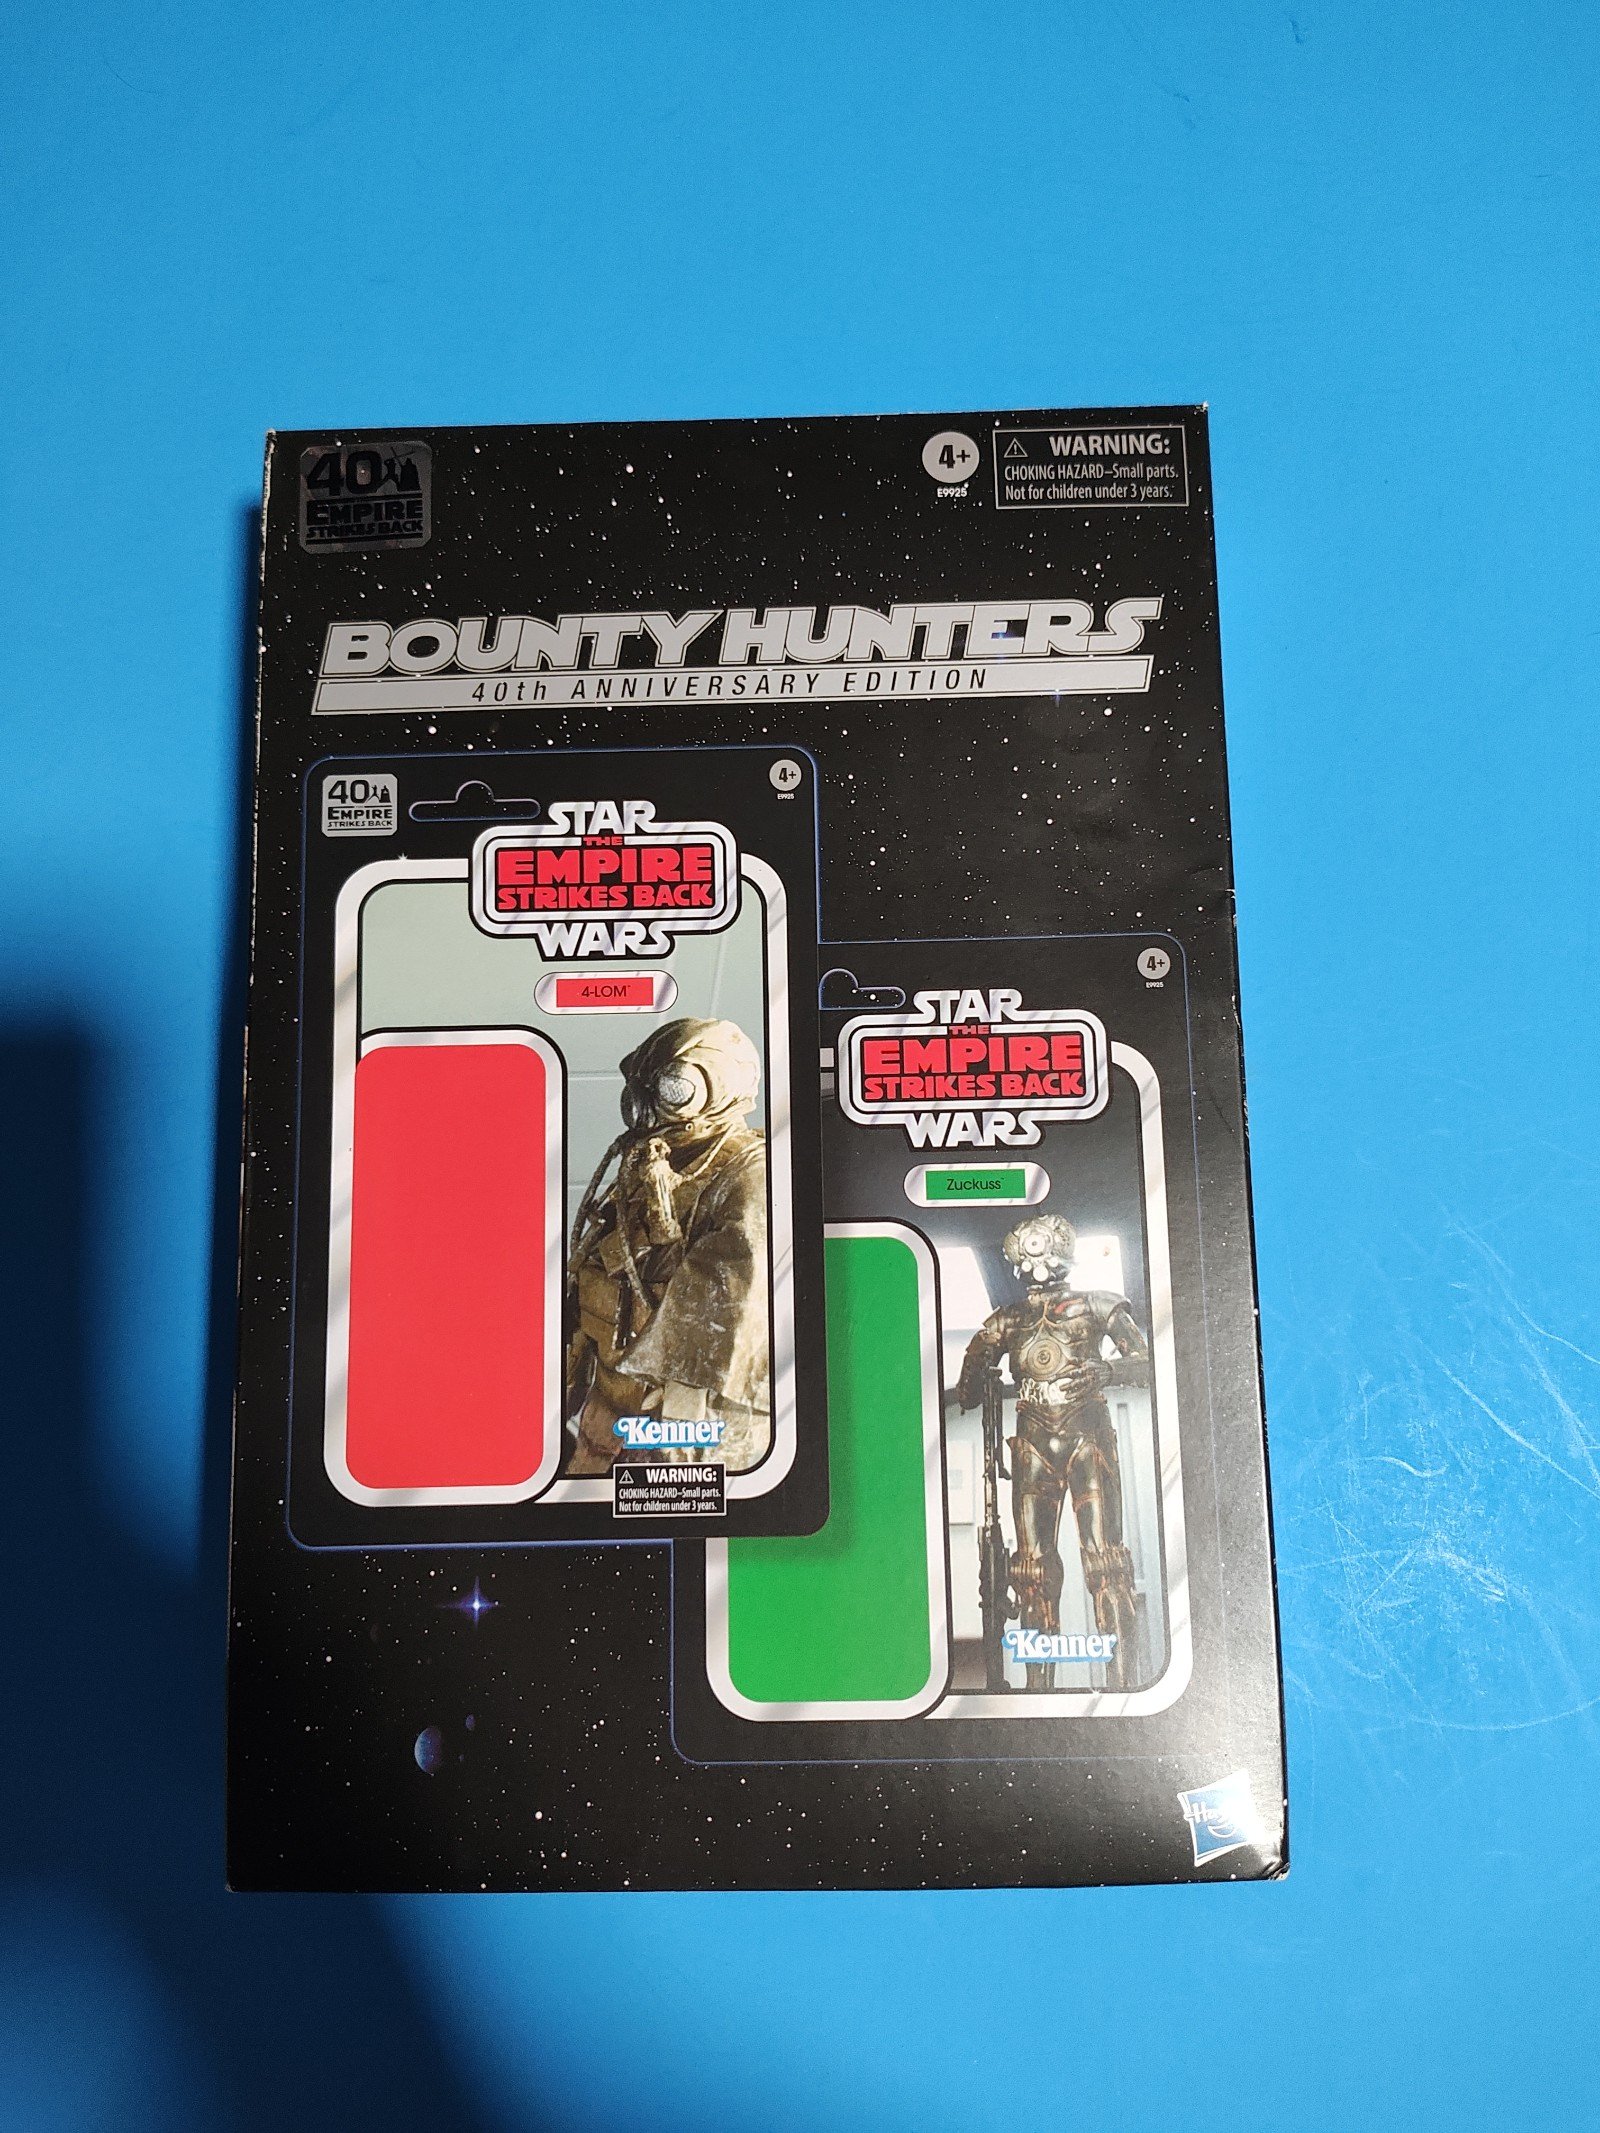 40
EMPIRE
STRIKES BACK
4+
E9925
WARNING:
CHOKING HAZARD–Small parts.
Not for children under 3 years.
BOUNTY HUNTERS
40th ANNIVERSARY EDITION
40
EMPIRE
STRIKES BACK
4+
E9925
STAR
THE
EMPIRE
STRIKES BACK
WARS
4-LOM™
Kenner
WARNING:
CHOKING HAZARD–Small parts.
Not for children under 3 years.
4+
E9925
STAR
THE
EMPIRE
STRIKES BACK
WARS
Zuckuss™
Kenner